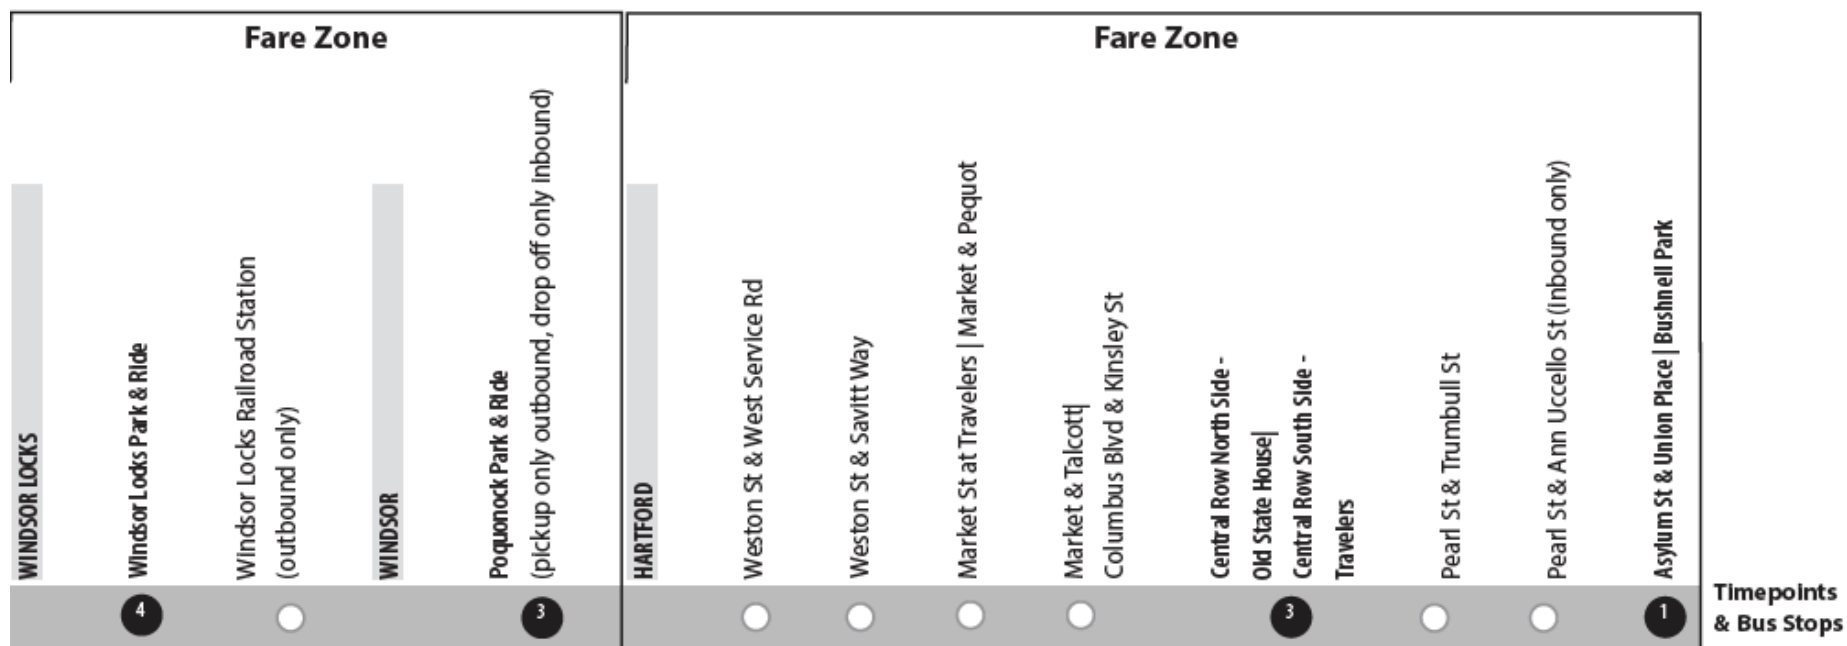 Fare Zone
Fare Zone
WINDSOR LOCKS
Windsor Locks Park & Ride
Windsor Locks Railroad Station
(outbound only)
WINDSOR
Poquonock Park & Ride
(pickup only outbound, drop off only inbound)
HARTFORD
Weston St & West Service Rd
Weston St & Savitt Way
Market St at Travelers | Market & Pequot
Market & Talcott|
Columbus Blvd & Kinsley St
Central Row North Side -
Old State House|
Central Row South Side -
Travelers
Pearl St & Trumbull St
Pearl St & Ann Uccello St (inbound only)
Asylum St & Union Place | Bushnell Park
4
3
3
1
Timepoints
& Bus Stops